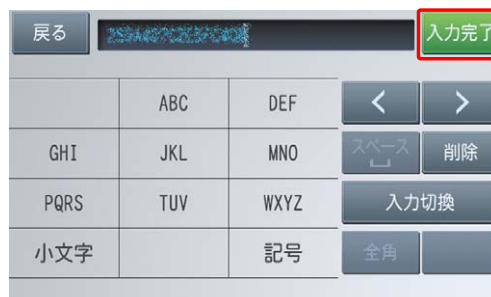 戻る 入力完了
ABC DEF < >
GHI JKL MNO スペース 削除
PQRS TUV WXYZ 入力切換
小文字 記号 全角